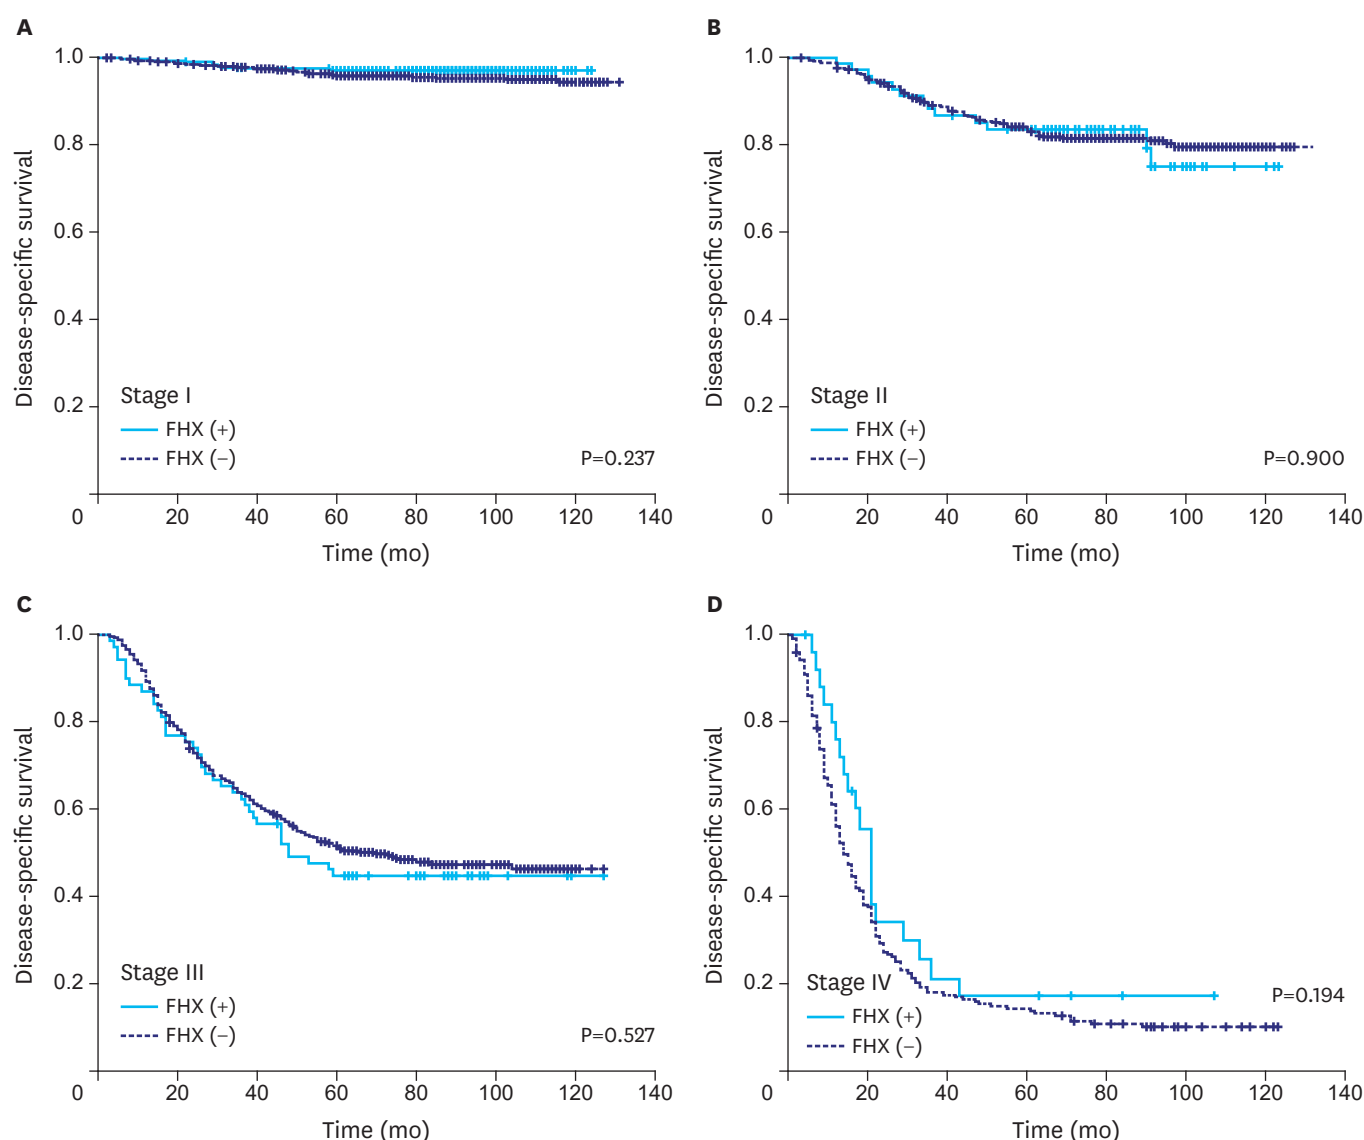 A
Disease-specific survival
1.0
0.8
0.6
0.4
0.2
0
Stage I
FHX (+)
FHX (−)
P=0.237
20 40 60 80 100 120 140
Time (mo)
B
Disease-specific survival
1.0
0.8
0.6
0.4
0.2
0
Stage II
FHX (+)
FHX (−)
P=0.900
20 40 60 80 100 120 140
Time (mo)
C
Disease-specific survival
1.0
0.8
0.6
0.4
0.2
0
Stage III
FHX (+)
FHX (−)
P=0.527
20 40 60 80 100 120 140
Time (mo)
D
Disease-specific survival
1.0
0.8
0.6
0.4
0.2
0
Stage IV
FHX (+)
FHX (−)
P=0.194
20 40 60 80 100 120 140
Time (mo)